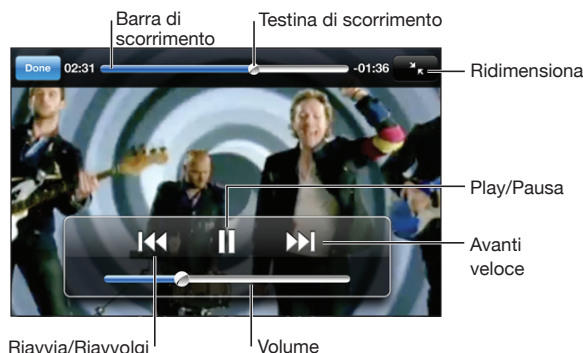 Barra di
scorrimento
Testina di scorrimento
Done
02:31
-01:36
Ridimensiona
Play/Pausa
Avanti
veloce
Riavvia/Riavvolgi
Volume